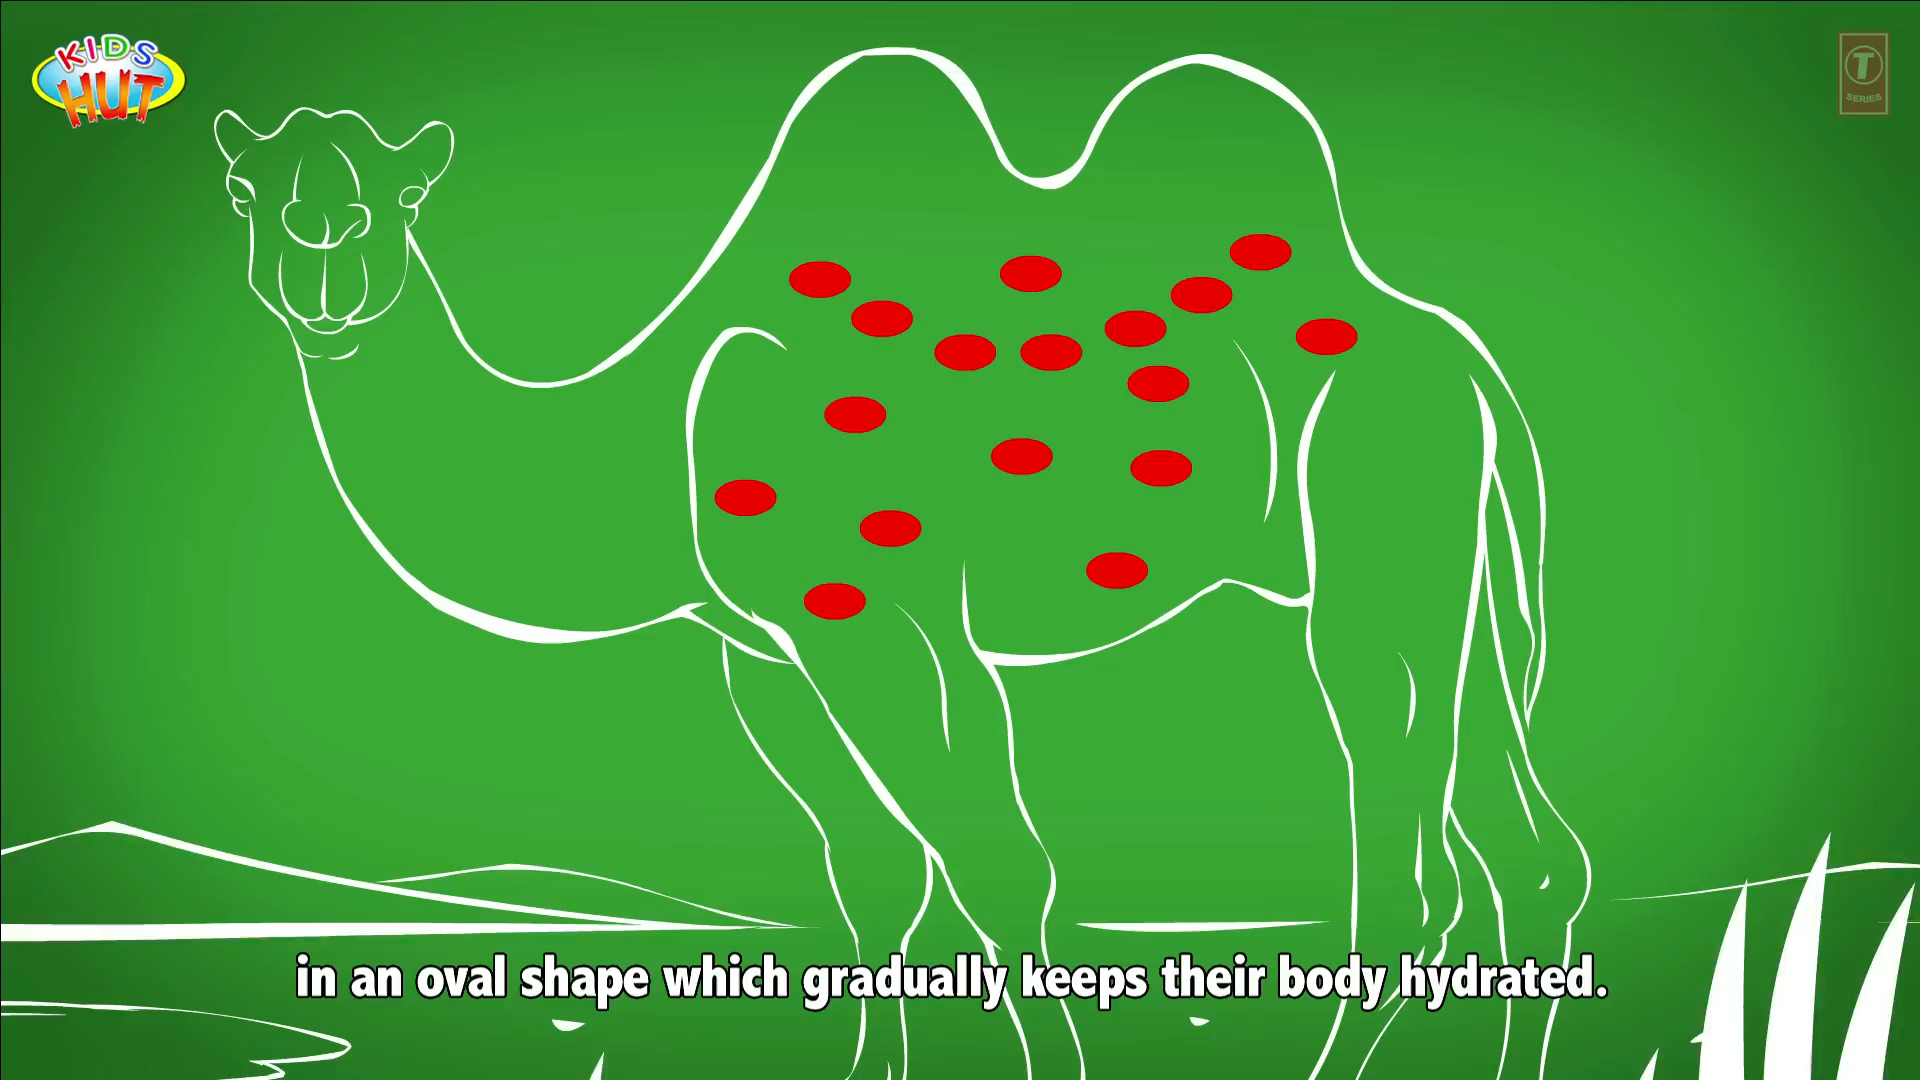 KIDS
HUT
T
SERIES
in an oval shape which gradually keeps their body hydrated.